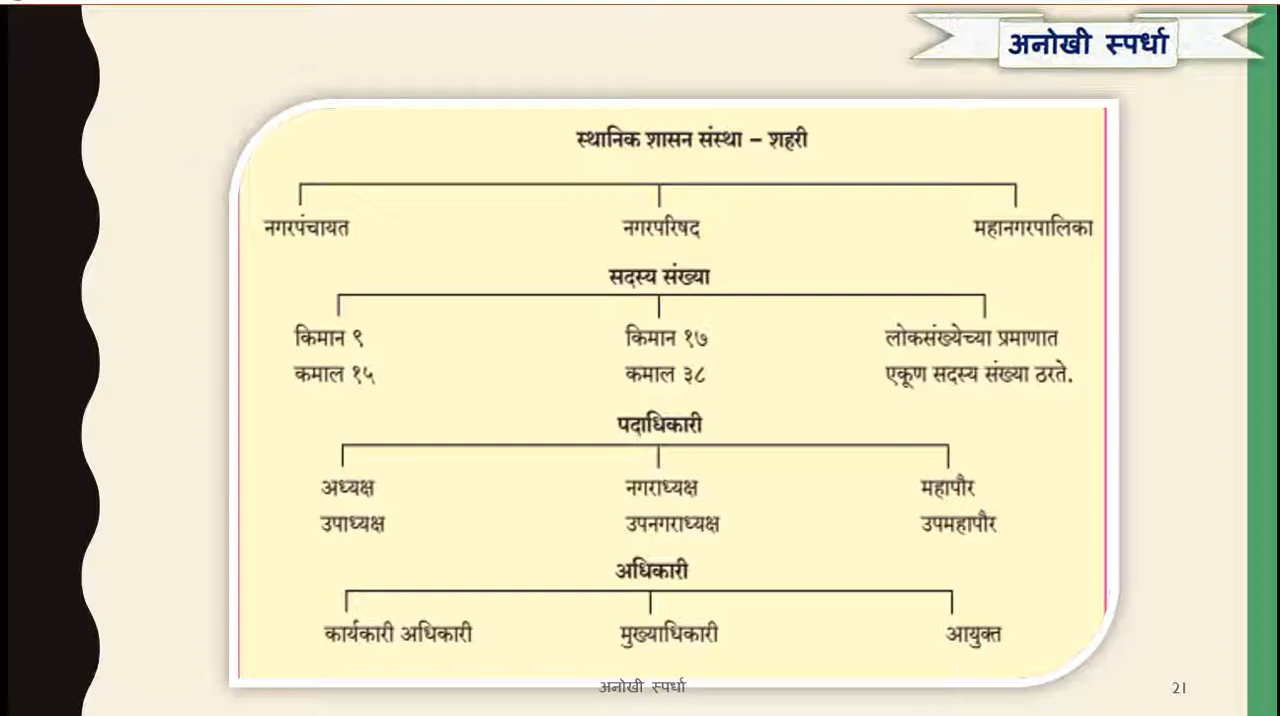 अनोखी स्पर्धा
स्थानिक शासन संस्था – शहरी
नगरपंचायत नगरपरिषद महानगरपालिका
सदस्य संख्या
किमान ९ किमान १७ लोकसंख्येच्या प्रमाणात
कमाल १५ कमाल ३८ एकूण सदस्य संख्या ठरते.
पदाधिकारी
अध्यक्ष नगराध्यक्ष महापौर
उपाध्यक्ष उपनगराध्यक्ष उपमहापौर
अधिकारी
कार्यकारी अधिकारी मुख्याधिकारी आयुक्त
अनोखी स्पर्धा 21